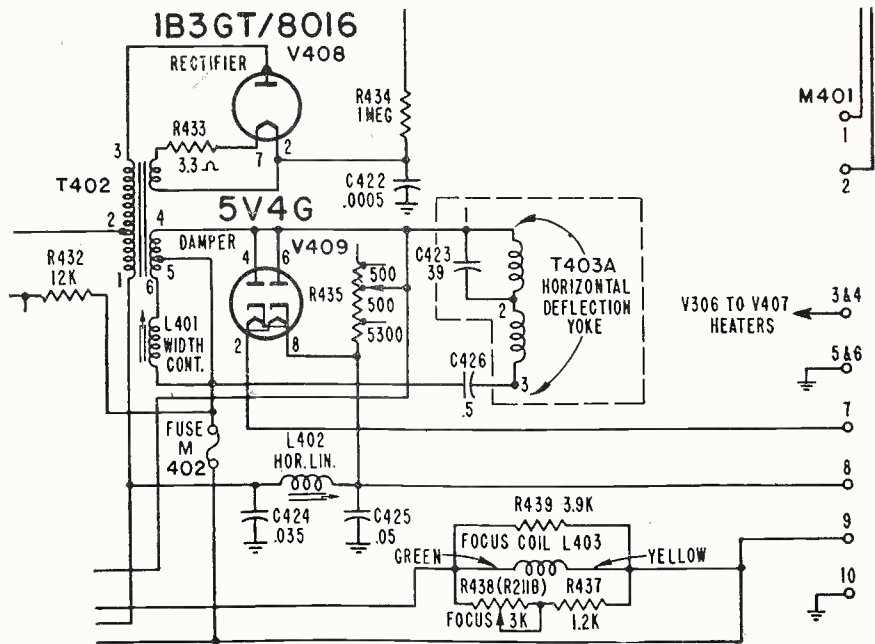 1B3GT/8016
V408
RECTIFIER
R434
1MEG
M401
1
2
R433
3.3 Ω
7
2
3
T402
C422
.0005
5V4G
2
4
DAMPER
V409
4
6
C423
39
T403A
HORIZONTAL
DEFLECTION
YOKE
R432
12K
1
5
6
R435
500
500
5300
2
V306 TO V407
HEATERS
3&4
L401
WIDTH
CONT.
2
8
C426
.5
3
5&6
FUSE
M
402
L402
HOR. LIN.
7
8
C424
.035
C425
.05
R439 3.9K
9
FOCUS COIL L403
GREEN
YELLOW
R438(R211B)
R437
10
FOCUS
3K
1.2K